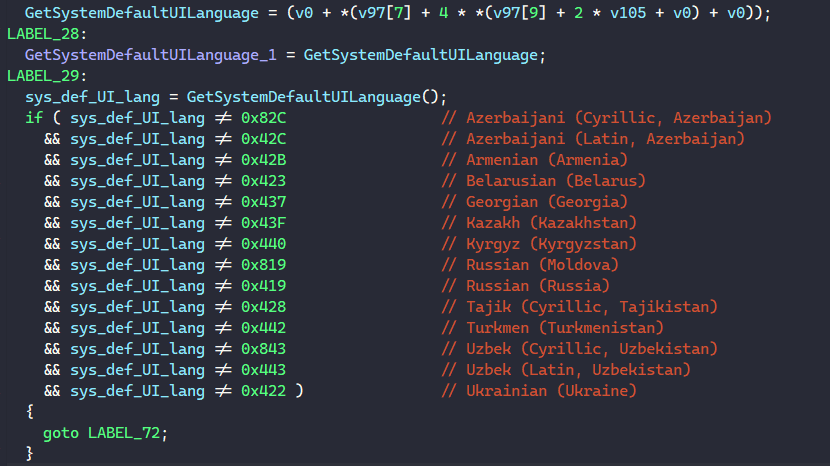 GetSystemDefaultUILanguage = (v0 + *(v97[7] + 4 * *(v97[9] + 2 * v105 + v0) + v0));
LABEL_28:
GetSystemDefaultUILanguage_1 = GetSystemDefaultUILanguage;
LABEL_29:
sys_def_UI_lang = GetSystemDefaultUILanguage();
if ( sys_def_UI_lang ≠ 0x82C // Azerbaijani (Cyrillic, Azerbaijan)
&& sys_def_UI_lang ≠ 0x42C // Azerbaijani (Latin, Azerbaijan)
&& sys_def_UI_lang ≠ 0x42B // Armenian (Armenia)
&& sys_def_UI_lang ≠ 0x423 // Belarusian (Belarus)
&& sys_def_UI_lang ≠ 0x437 // Georgian (Georgia)
&& sys_def_UI_lang ≠ 0x43F // Kazakh (Kazakhstan)
&& sys_def_UI_lang ≠ 0x440 // Kyrgyz (Kyrgyzstan)
&& sys_def_UI_lang ≠ 0x819 // Russian (Moldova)
&& sys_def_UI_lang ≠ 0x419 // Russian (Russia)
&& sys_def_UI_lang ≠ 0x428 // Tajik (Cyrillic, Tajikistan)
&& sys_def_UI_lang ≠ 0x442 // Turkmen (Turkmenistan)
&& sys_def_UI_lang ≠ 0x843 // Uzbek (Cyrillic, Uzbekistan)
&& sys_def_UI_lang ≠ 0x443 // Uzbek (Latin, Uzbekistan)
&& sys_def_UI_lang ≠ 0x422 ) // Ukrainian (Ukraine)
{
goto LABEL_72;
}